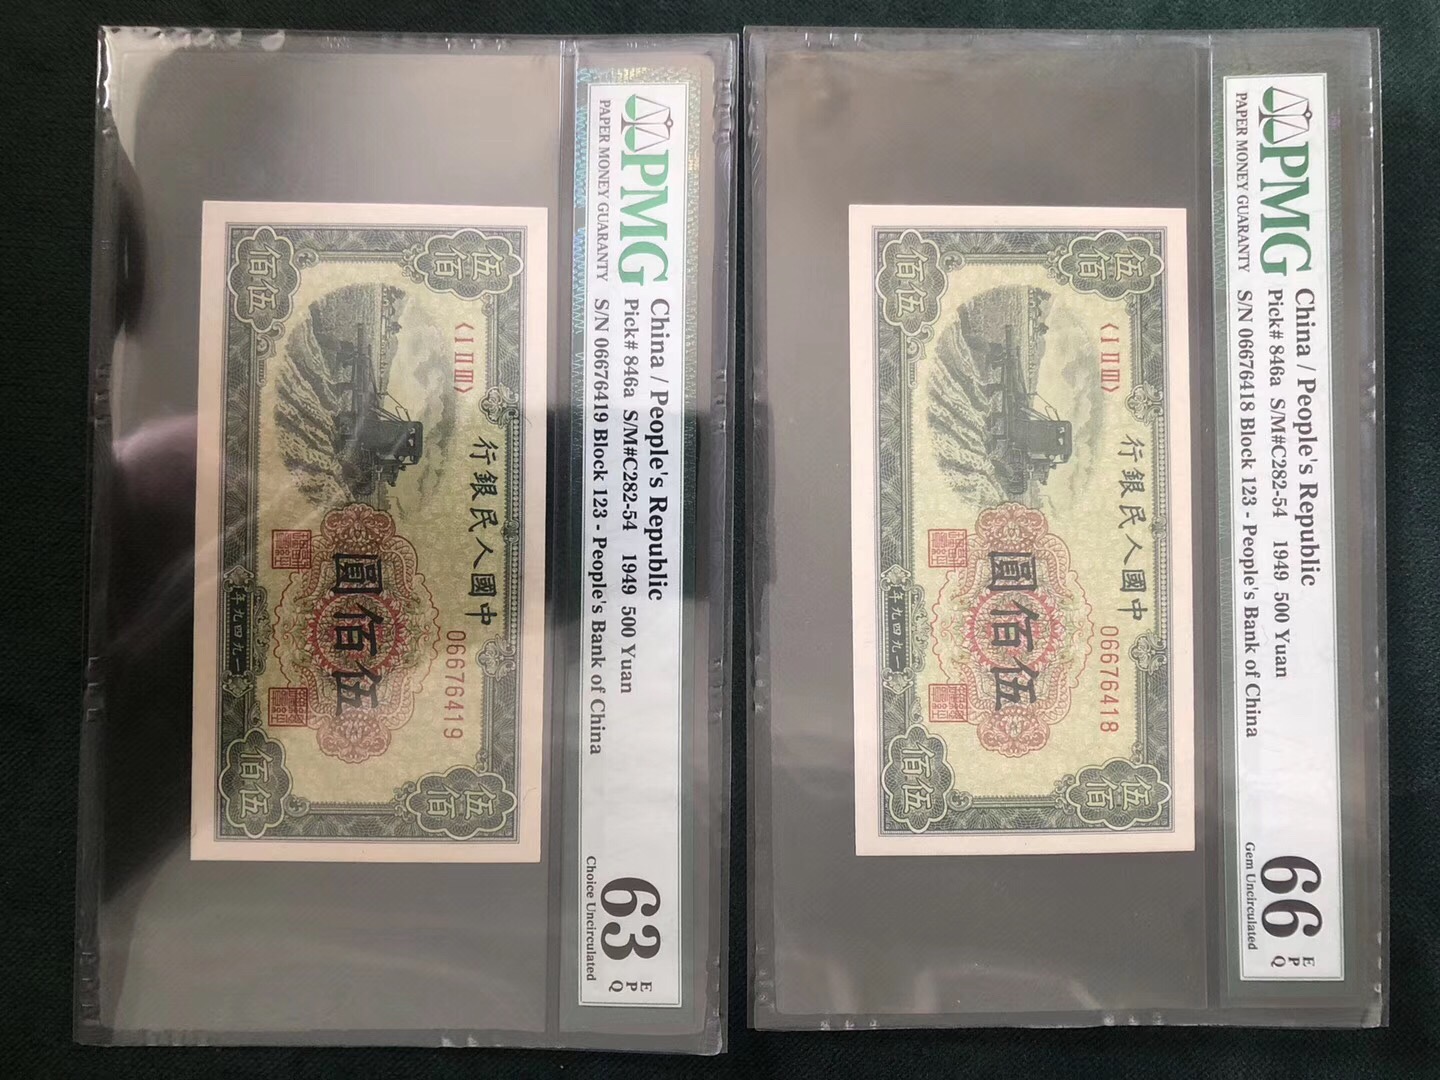 PMG
PAPER MONEY GUARANTY
China / People's Republic
Pick# 846a S/M#C282-54 1949 500 Yuan
S/N 06676419 Block 123 - People's Bank of China
63 EPQ
Choice Uncirculated
伍佰
伍佰
〈ⅠⅡⅢ〉
行銀民人國中
06676419
圓佰伍
年九四九一
伍佰
伍佰
PMG
PAPER MONEY GUARANTY
China / People's Republic
Pick# 846a S/M#C282-54 1949 500 Yuan
S/N 06676418 Block 123 - People's Bank of China
66 EPQ
Gem Uncirculated
伍佰
伍佰
〈ⅠⅡⅢ〉
行銀民人國中
06676418
圓佰伍
年九四九一
伍佰
伍佰